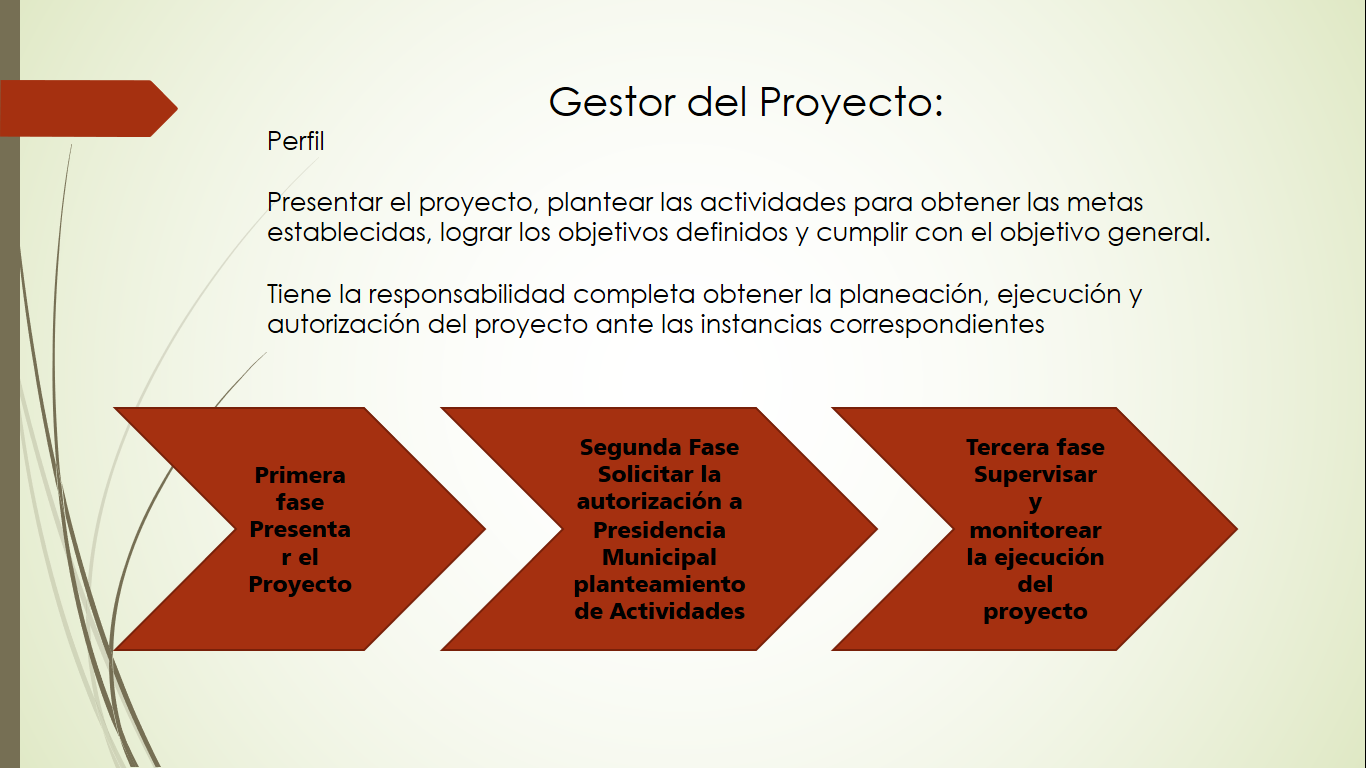 Gestor del Proyecto:
Perfil
Presentar el proyecto, plantear las actividades para obtener las metas
establecidas, lograr los objetivos definidos y cumplir con el objetivo general.
Tiene la responsabilidad completa obtener la planeación, ejecución y
autorización del proyecto ante las instancias correspondientes
Primera
fase
Presenta
r el
Proyecto
Segunda Fase
Solicitar la
autorización a
Presidencia
Municipal
planteamiento
de Actividades
Tercera fase
Supervisar
y
monitorear
la ejecución
del
proyecto